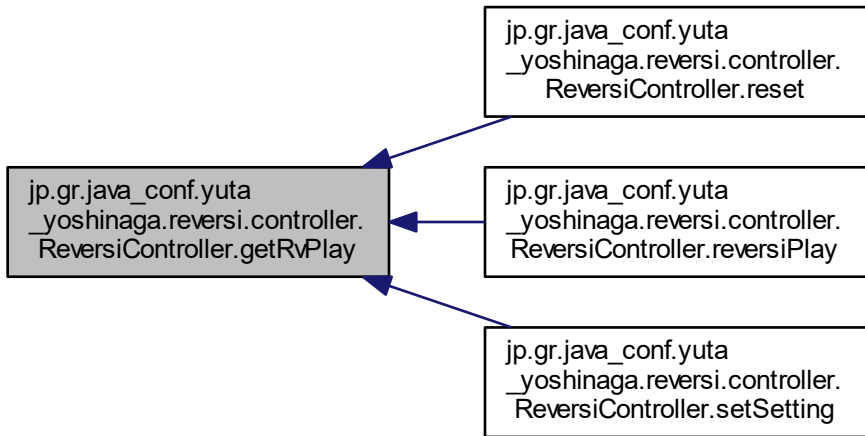 jp.gr.java_conf.yuta
_yoshinaga.reversi.controller.
ReversiController.getRvPlay
jp.gr.java_conf.yuta
_yoshinaga.reversi.controller.
ReversiController.reset
jp.gr.java_conf.yuta
_yoshinaga.reversi.controller.
ReversiController.reversiPlay
jp.gr.java_conf.yuta
_yoshinaga.reversi.controller.
ReversiController.setSetting